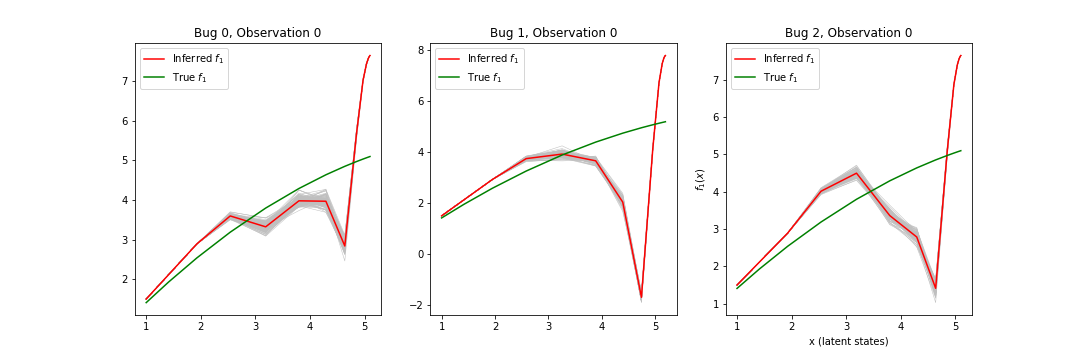 Bug 0, Observation 0
Inferred f₁
True f₁
7
6
5
4
3
2
1 2 3 4 5
Bug 1, Observation 0
Inferred f₁
True f₁
8
6
4
2
0
−2
1 2 3 4 5
Bug 2, Observation 0
Inferred f₁
True f₁
f₁(x)
7
6
5
4
3
2
1
1 2 3 4 5
x (latent states)